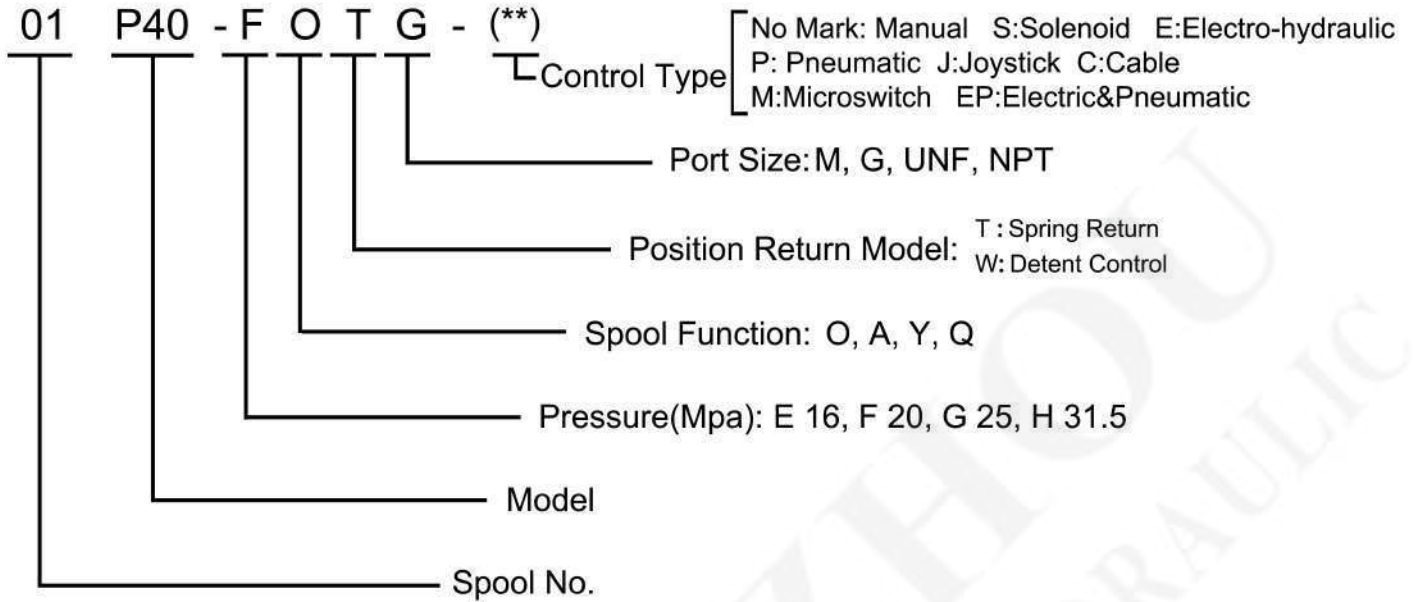 01 P40 - F O T G - (**)
Control Type
No Mark: Manual S:Solenoid E:Electro-hydraulic
P: Pneumatic J:Joystick C:Cable
M:Microswitch EP:Electric&Pneumatic
Port Size: M, G, UNF, NPT
Position Return Model:
T : Spring Return
W: Detent Control
Spool Function: O, A, Y, Q
Pressure(Mpa): E 16, F 20, G 25, H 31.5
Model
Spool No.
ZHOU
RAULIC